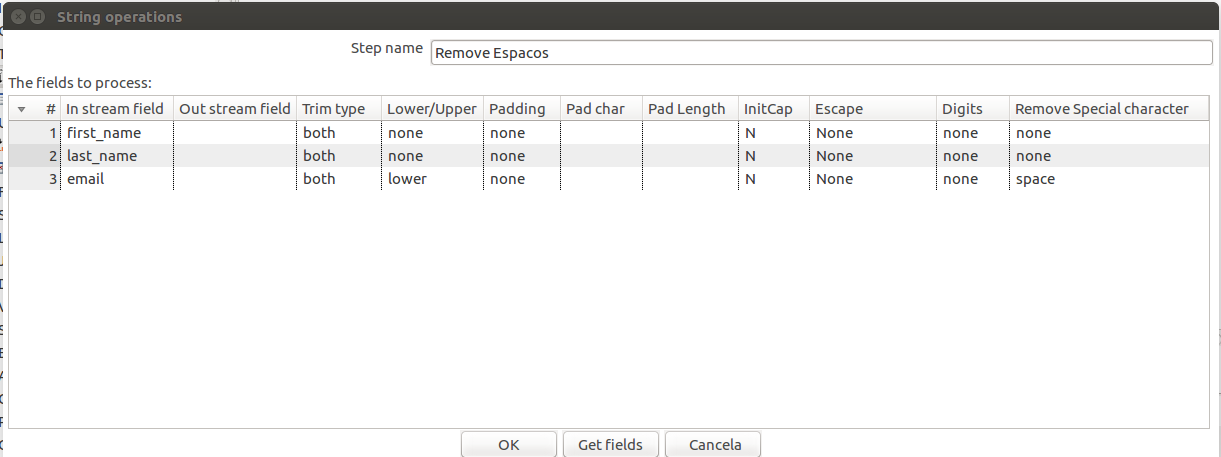 String operations
Step name Remove Espacos
The fields to process:
# In stream field Out stream field Trim type Lower/Upper Padding Pad char Pad Length InitCap Escape Digits Remove Special character
1 first_name both none none N None none none
2 last_name both none none N None none none
3 email both lower none N None none space
OK Get fields Cancela